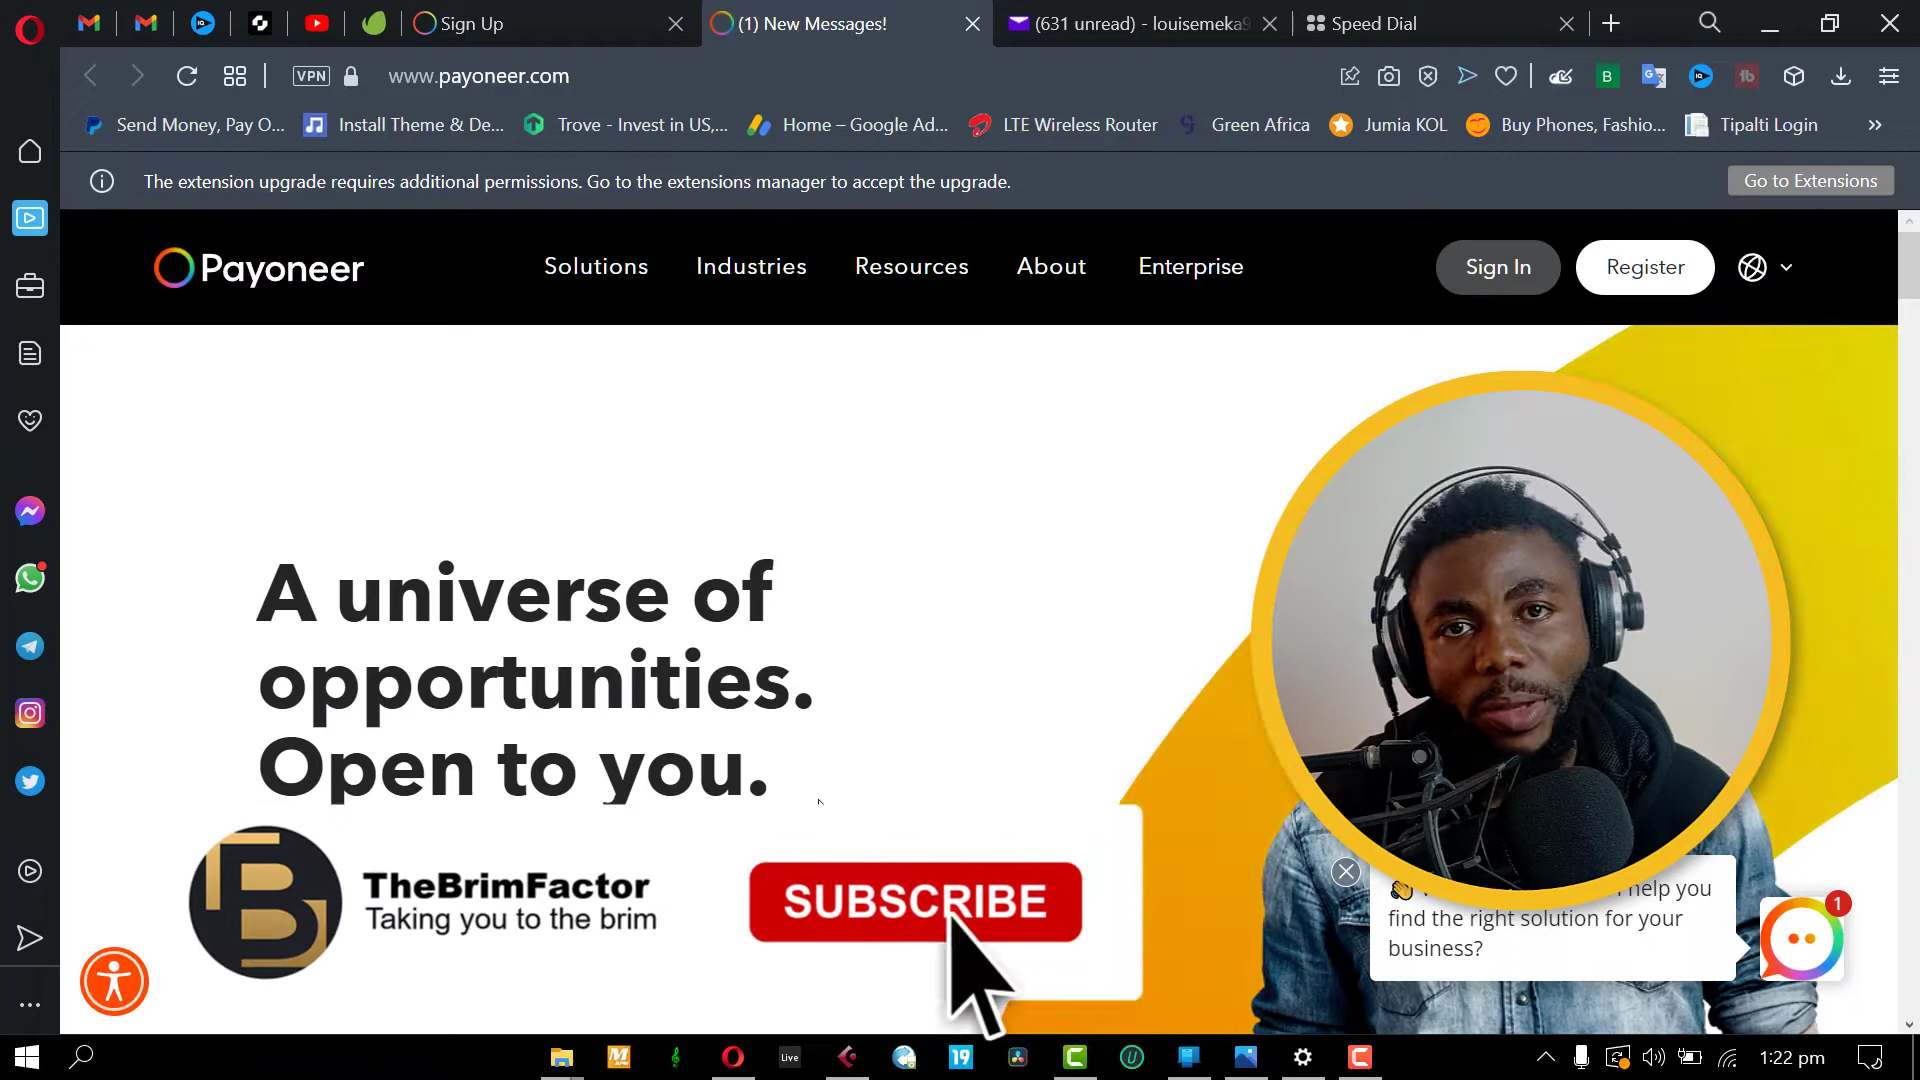 Sign Up
(1) New Messages!
(631 unread) - louisemeka9
Speed Dial
VPN
www.payoneer.com
B
Send Money, Pay O...
Install Theme & De...
Trove - Invest in US,...
Home – Google Ad...
LTE Wireless Router
Green Africa
Jumia KOL
Buy Phones, Fashio...
Tipalti Login
The extension upgrade requires additional permissions. Go to the extensions manager to accept the upgrade.
Go to Extensions
Payoneer
Solutions
Industries
Resources
About
Enterprise
Sign In
Register
A universe of
opportunities.
Open to you.
TheBrimFactor
Taking you to the brim
SUBSCRIBE
help you
find the right solution for your
business?
1
Live
19
1:22 pm